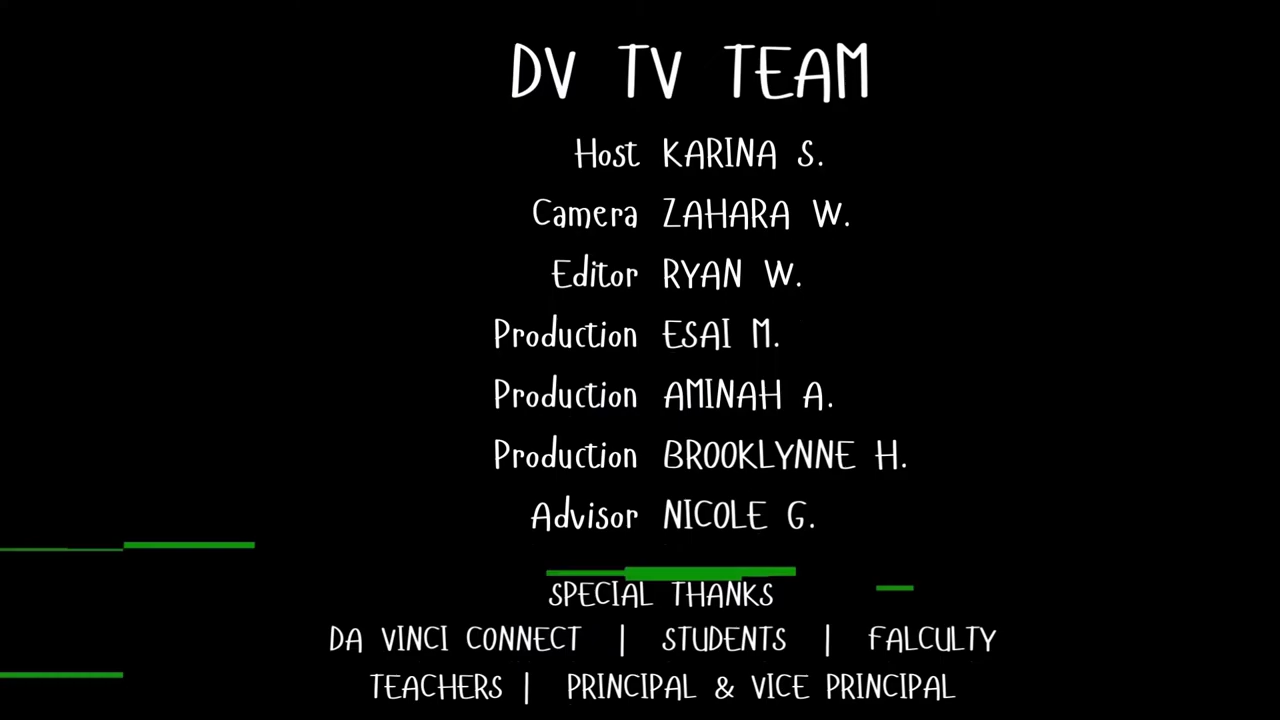 DV TV TEAM
Host KARINA S.
Camera ZAHARA W.
Editor RYAN W.
Production ESAI M.
Production AMINAH A.
Production BROOKLYNNE H.
Advisor NICOLE G.
SPECIAL THANKS
DA VINCI CONNECT | STUDENTS | FALCULTY
TEACHERS | PRINCIPAL & VICE PRINCIPAL